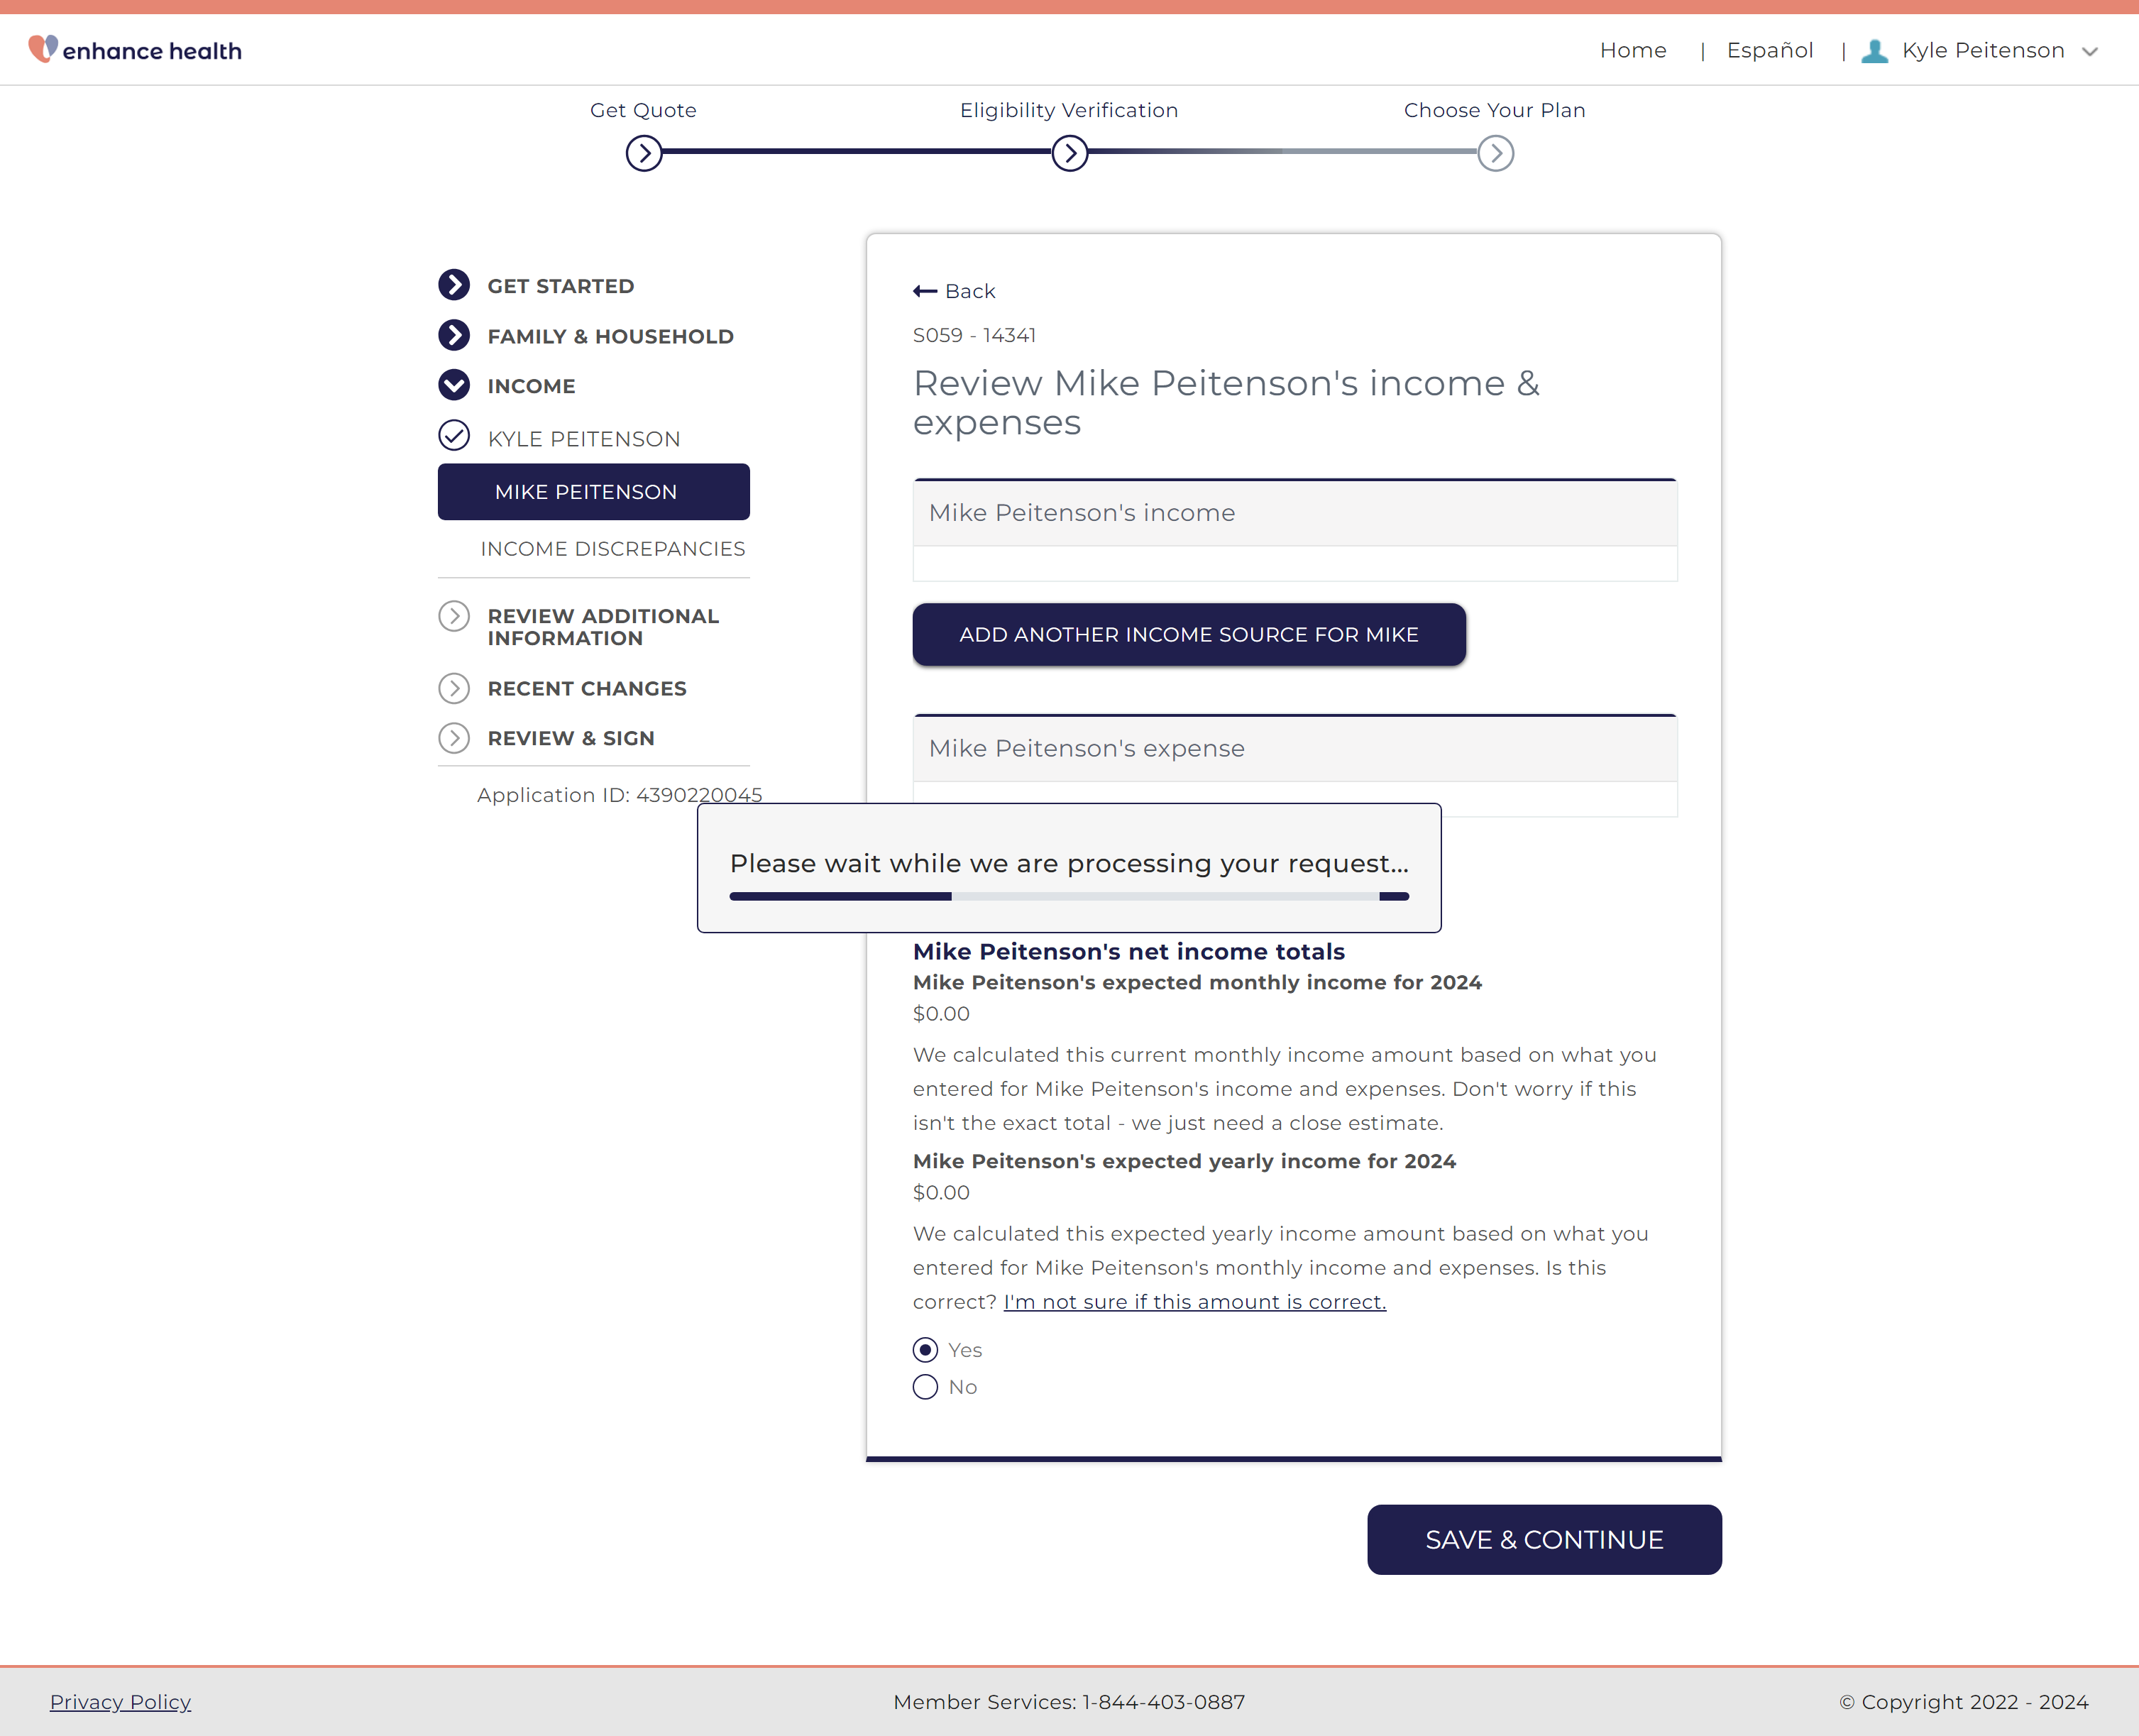 enhance health
Home | Español | Kyle Peitenson
Get Quote
Eligibility Verification
Choose Your Plan
GET STARTED
FAMILY & HOUSEHOLD
INCOME
KYLE PEITENSON
MIKE PEITENSON
INCOME DISCREPANCIES
REVIEW ADDITIONAL
INFORMATION
RECENT CHANGES
REVIEW & SIGN
Application ID: 4390220045
Back
S059 - 14341
Review Mike Peitenson's income &
expenses
Mike Peitenson's income
ADD ANOTHER INCOME SOURCE FOR MIKE
Mike Peitenson's expense
Please wait while we are processing your request...
Mike Peitenson's net income totals
Mike Peitenson's expected monthly income for 2024
$0.00
We calculated this current monthly income amount based on what you
entered for Mike Peitenson's income and expenses. Don't worry if this
isn't the exact total - we just need a close estimate.
Mike Peitenson's expected yearly income for 2024
$0.00
We calculated this expected yearly income amount based on what you
entered for Mike Peitenson's monthly income and expenses. Is this
correct? I'm not sure if this amount is correct.
Yes
No
SAVE & CONTINUE
Privacy Policy
Member Services: 1-844-403-0887
© Copyright 2022 - 2024